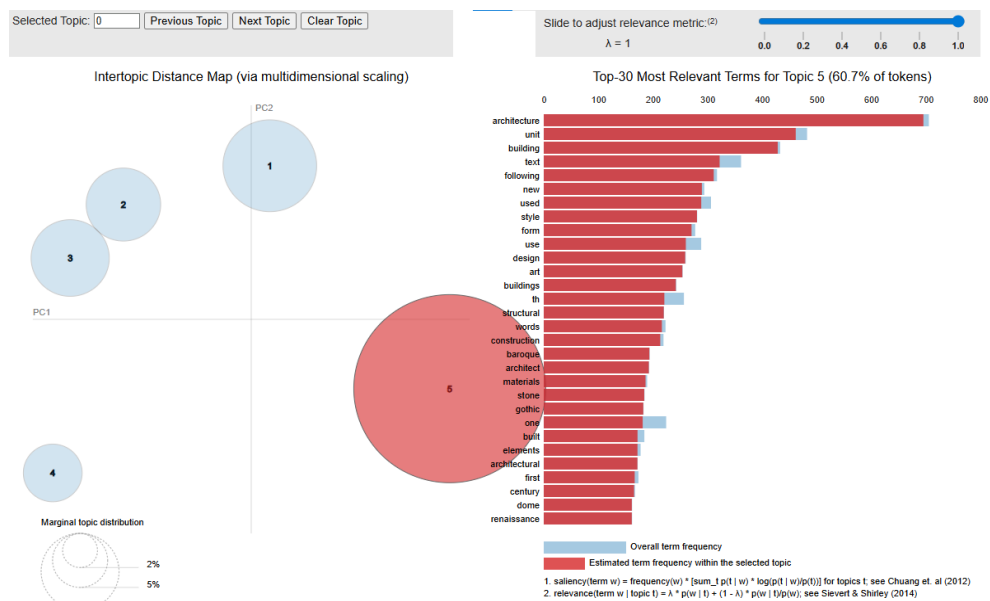 Selected Topic: 0 Previous Topic Next Topic Clear Topic
Slide to adjust relevance metric:(2)
λ = 1
0.0 0.2 0.4 0.6 0.8 1.0
Intertopic Distance Map (via multidimensional scaling)
PC2
PC1
1
2
3
4
5
Marginal topic distribution
2%
5%
Top-30 Most Relevant Terms for Topic 5 (60.7% of tokens)
0 100 200 300 400 500 600 700 800
architecture
unit
building
text
following
new
used
style
form
use
design
art
buildings
th
structural
words
construction
baroque
architect
materials
stone
gothic
one
built
elements
architectural
first
century
dome
renaissance
Overall term frequency
Estimated term frequency within the selected topic
1. saliency(term w) = frequency(w) * [sum_t p(t | w) * log(p(t | w)/p(t))] for topics t; see Chuang et. al (2012)
2. relevance(term w | topic t) = λ * p(w | t) + (1 - λ) * p(w | t)/p(w); see Sievert & Shirley (2014)